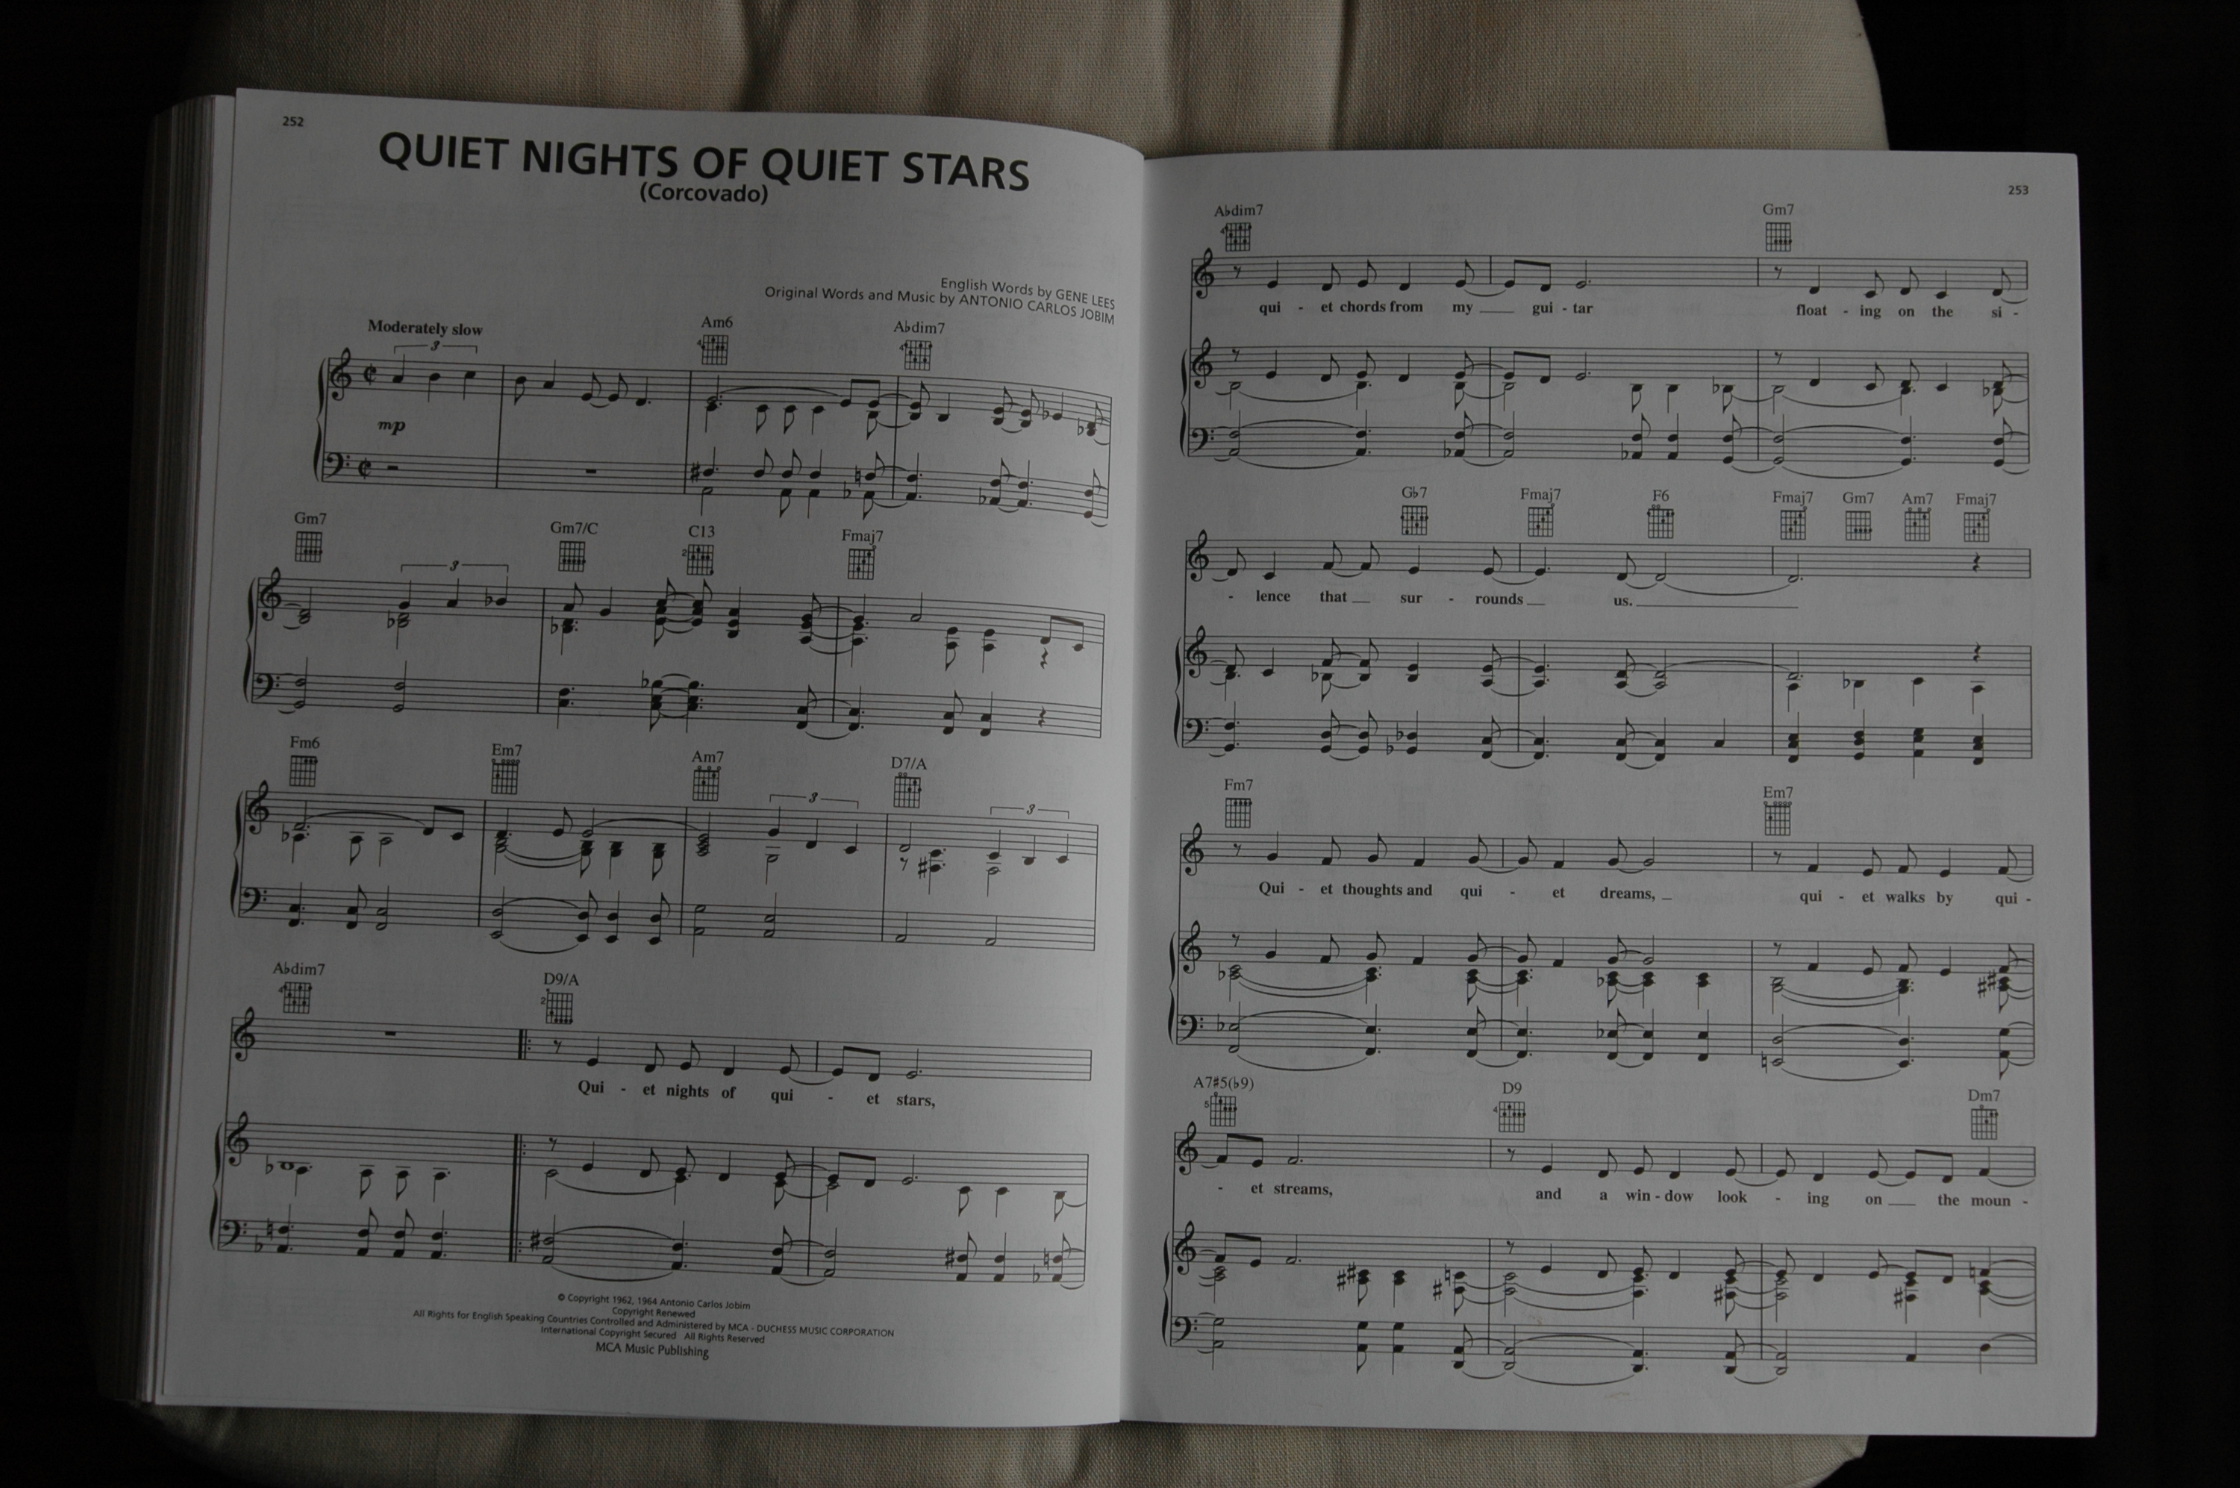 252
QUIET NIGHTS OF QUIET STARS
(Corcovado)
English Words by GENE LEES
Original Words and Music by ANTONIO CARLOS JOBIM
Moderately slow
Am6 A♭dim7
3
mp
Gm7 Gm7/C C13 Fmaj7
3
Fm6 Em7 Am7 D7/A
3 3
A♭dim7 D9/A
Qui - et nights of qui - et stars,
© Copyright 1962, 1964 Antonio Carlos Jobim
Copyright Renewed
All Rights for English Speaking Countries Controlled and Administered by MCA - DUCHESS MUSIC CORPORATION
International Copyright Secured All Rights Reserved
MCA Music Publishing
253
A♭dim7 Gm7
qui - et chords from my gui - tar float - ing on the si -
G♭7 Fmaj7 F6 Fmaj7 Gm7 Am7 Fmaj7
- lence that sur - rounds us.
Fm7 Em7
Qui - et thoughts and qui - et dreams, qui - et walks by qui -
A7♯5(♭9) D9 Dm7
- et streams, and a win - dow look - ing on the moun -